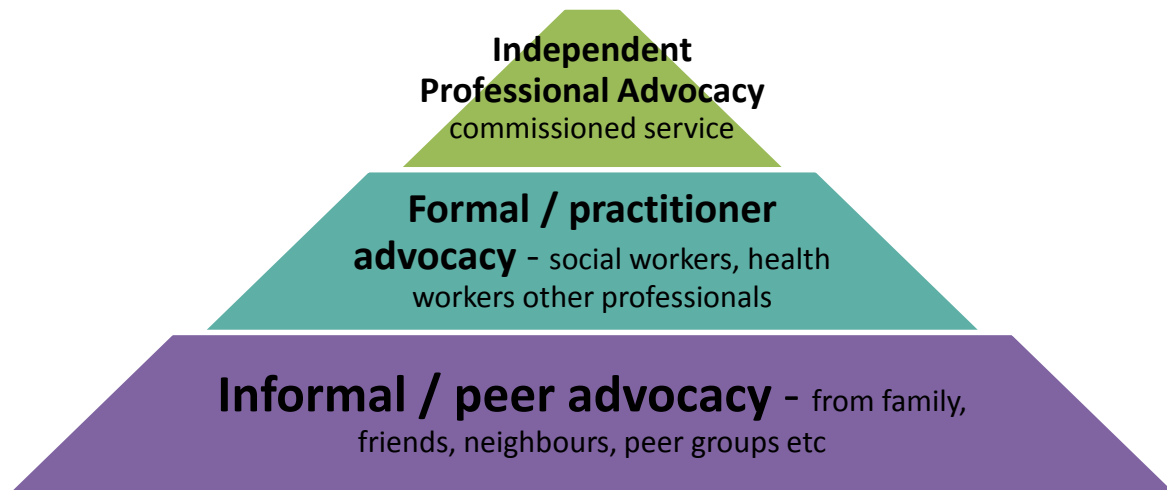 Independent
Professional Advocacy
commissioned service
Formal / practitioner
advocacy - social workers, health
workers other professionals
Informal / peer advocacy - from family,
friends, neighbours, peer groups etc